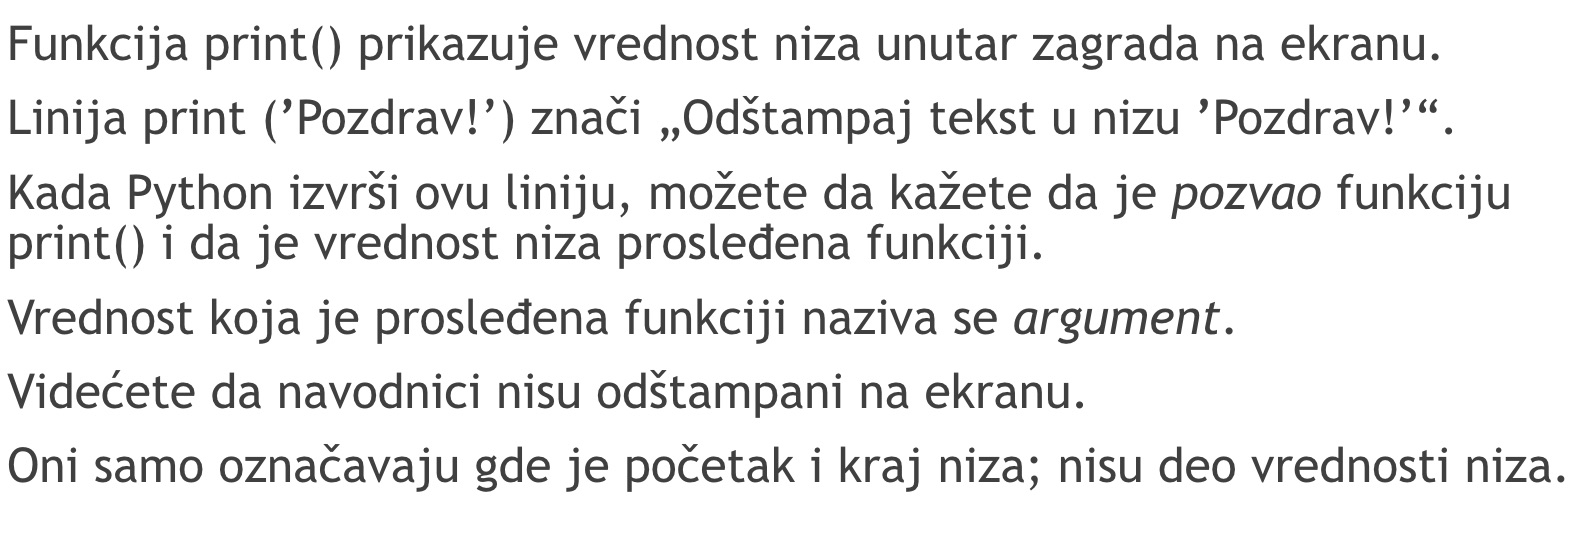 Funkcija print() prikazuje vrednost niza unutar zagrada na ekranu.
Linija print (’Pozdrav!’) znači „Odštampaj tekst u nizu ’Pozdrav!’“.
Kada Python izvrši ovu liniju, možete da kažete da je pozvao funkciju
print() i da je vrednost niza prosleđena funkciji.
Vrednost koja je prosleđena funkciji naziva se argument.
Videćete da navodnici nisu odštampani na ekranu.
Oni samo označavaju gde je početak i kraj niza; nisu deo vrednosti niza.